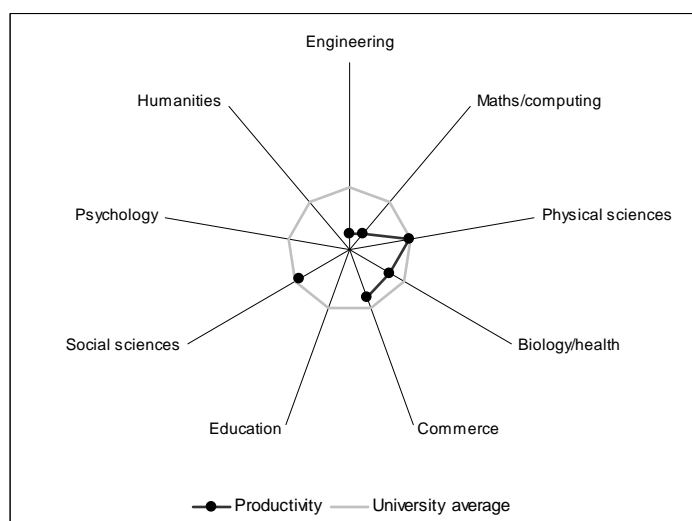 Engineering
Humanities
Maths/computing
Psychology
Physical sciences
Social sciences
Biology/health
Education
Commerce
Productivity
University average